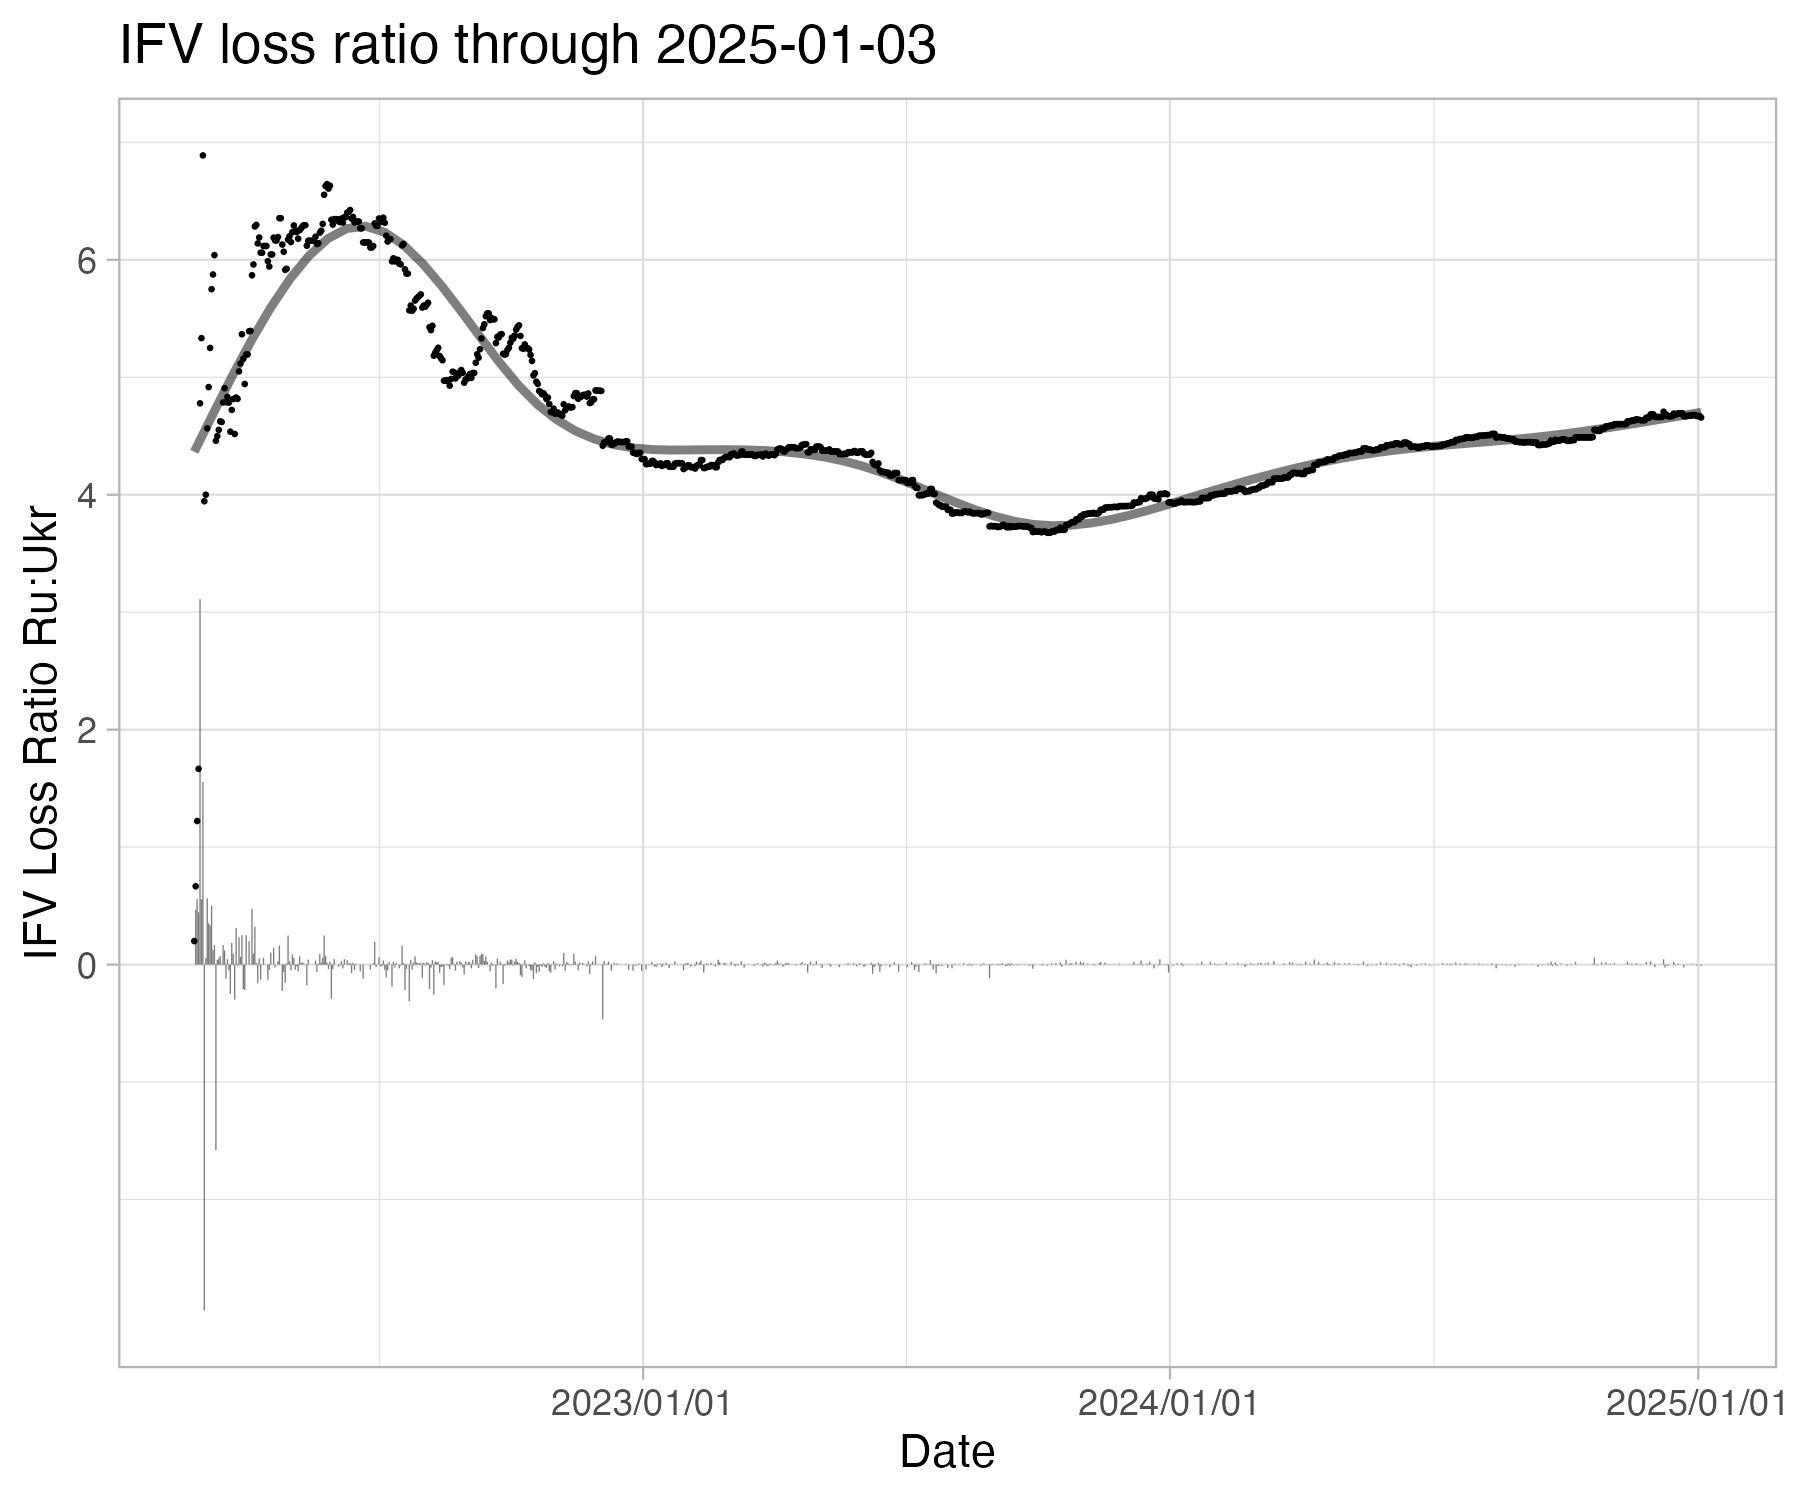 IFV loss ratio through 2025-01-03
IFV Loss Ratio Ru:Ukr
6
4
2
0
2023/01/01
2024/01/01
2025/01/01
Date